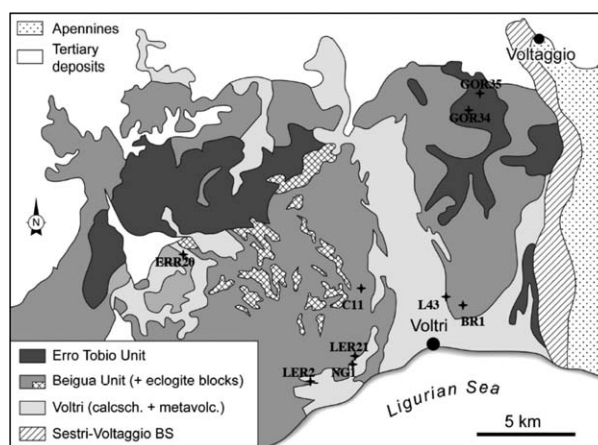 Apennines
Tertiary
deposits
Voltaggio
GOR35
GOR34
N
ERR20
C11
L43
BR1
Voltri
LER21
NG1
LER2
Ligurian Sea
5 km
Erro Tobio Unit
Beigua Unit (+ eclogite blocks)
Voltri (calcsch. + metavolc.)
Sestri-Voltaggio BS